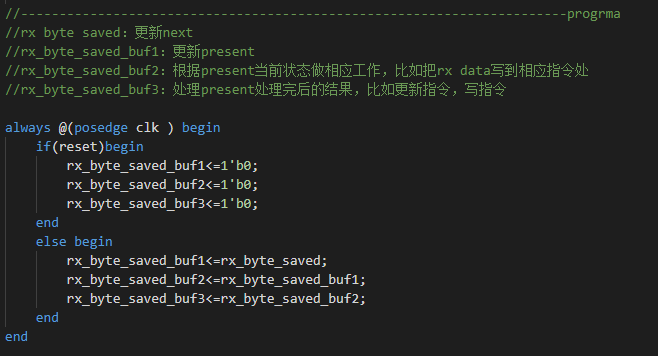 //----------------------------------------------------------------------progrma
//rx byte saved：更新next
//rx_byte_saved_buf1：更新present
//rx_byte_saved_buf2：根据present当前状态做相应工作，比如把rx data写到相应指令处
//rx_byte_saved_buf3：处理present处理完后的结果，比如更新指令，写指令
always @(posedge clk ) begin
    if(reset)begin
        rx_byte_saved_buf1<=1'b0;
        rx_byte_saved_buf2<=1'b0;
        rx_byte_saved_buf3<=1'b0;
    end
    else begin
        rx_byte_saved_buf1<=rx_byte_saved;
        rx_byte_saved_buf2<=rx_byte_saved_buf1;
        rx_byte_saved_buf3<=rx_byte_saved_buf2;
    end
end